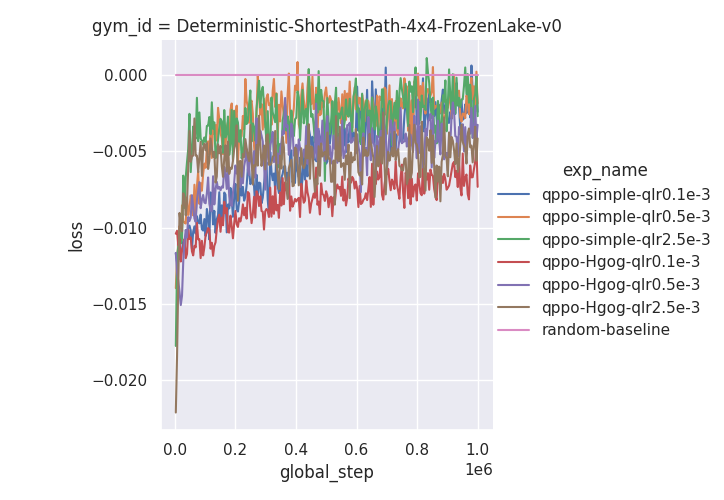 gym_id = Deterministic-ShortestPath-4x4-FrozenLake-v0
0.000
−0.005
−0.010
−0.015
−0.020
loss
0.0 0.2 0.4 0.6 0.8 1.0
1e6
global_step
exp_name
qppo-simple-qlr0.1e-3
qppo-simple-qlr0.5e-3
qppo-simple-qlr2.5e-3
qppo-Hgog-qlr0.1e-3
qppo-Hgog-qlr0.5e-3
qppo-Hgog-qlr2.5e-3
random-baseline